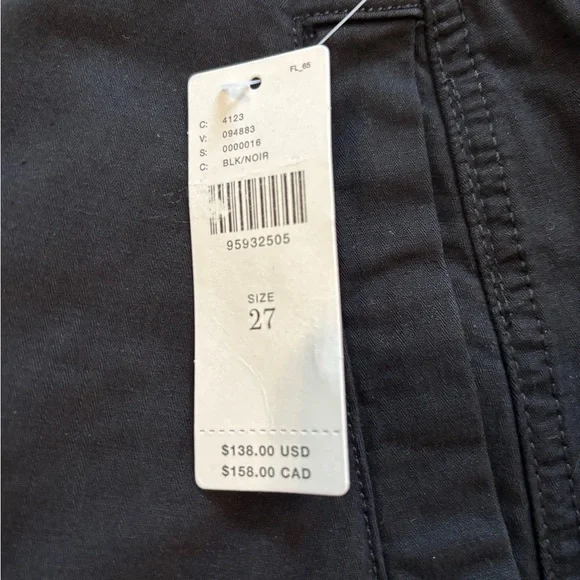 FL_65
C: 4123
V: 094883
S: 0000016
C: BLK/NOIR
95932505
SIZE
27
$138.00 USD
$158.00 CAD